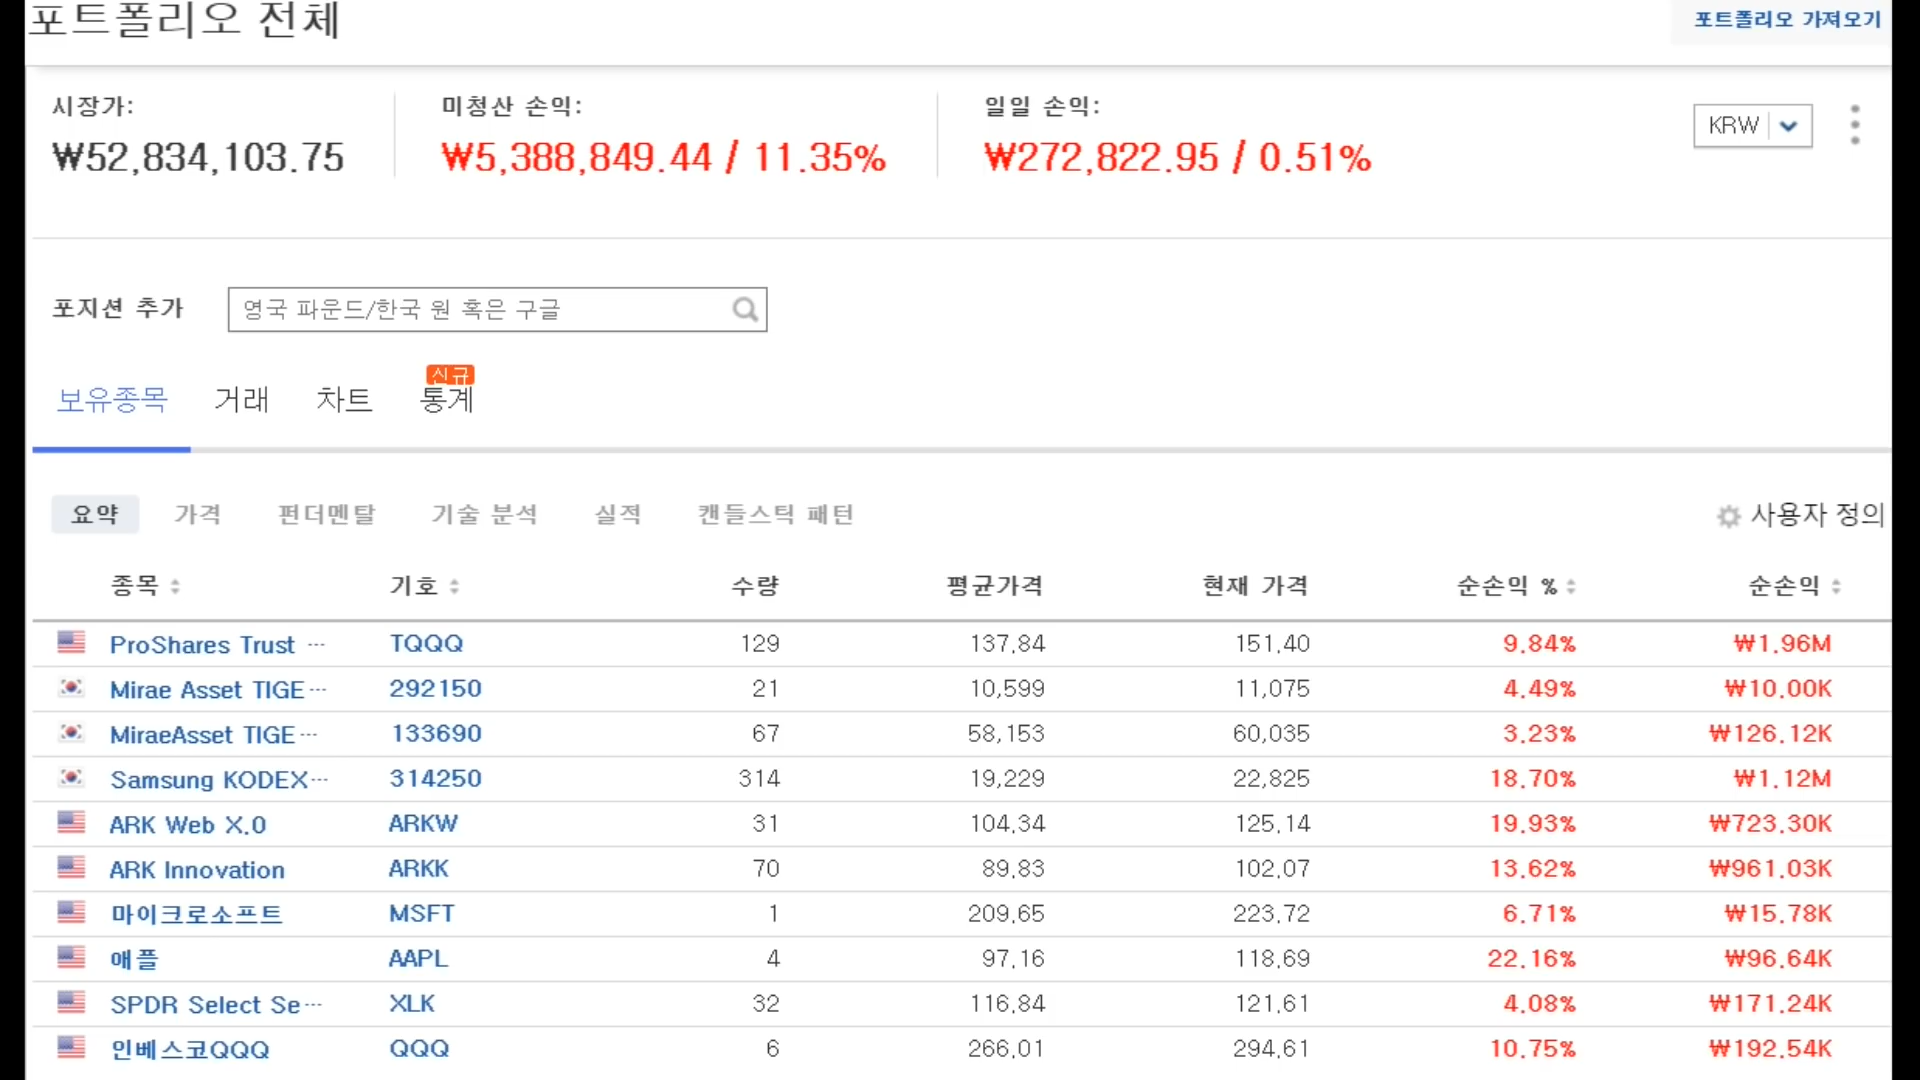 포트폴리오 전체
포트폴리오 가져오기
시장가: 미청산 손익: 일일 손익:
₩52,834,103.75 ₩5,388,849.44 / 11.35% ₩272,822.95 / 0.51%
KRW
포지션 추가 영국 파운드/한국 원 혹은 구글
신규
보유종목 거래 차트 통계
요약 가격 펀더멘탈 기술 분석 실적 캔들스틱 패턴 사용자 정의
종목 기호 수량 평균가격 현재 가격 순손익 % 순손익
ProShares Trust ... TQQQ 129 137.84 151.40 9.84% ₩1.96M
Mirae Asset TIGE... 292150 21 10,599 11,075 4.49% ₩10.00K
MiraeAsset TIGE... 133690 67 58,153 60,035 3.23% ₩126.12K
Samsung KODEX... 314250 314 19,229 22,825 18.70% ₩1.12M
ARK Web X.0 ARKW 31 104.34 125.14 19.93% ₩723.30K
ARK Innovation ARKK 70 89.83 102.07 13.62% ₩961.03K
마이크로소프트 MSFT 1 209.65 223.72 6.71% ₩15.78K
애플 AAPL 4 97.16 118.69 22.16% ₩96.64K
SPDR Select Se... XLK 32 116.84 121.61 4.08% ₩171.24K
인베스코QQQ QQQ 6 266.01 294.61 10.75% ₩192.54K